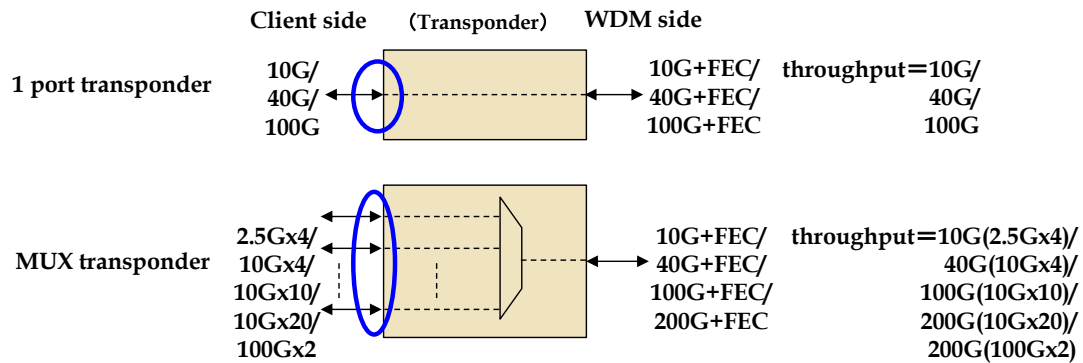 Client side (Transponder) WDM side
1 port transponder
10G/
40G/
100G
10G+FEC/
40G+FEC/
100G+FEC
throughput=10G/
40G/
100G
MUX transponder
2.5Gx4/
10Gx4/
10Gx10/
10Gx20/
100Gx2
10G+FEC/
40G+FEC/
100G+FEC/
200G+FEC
throughput=10G(2.5Gx4)/
40G(10Gx4)/
100G(10Gx10)/
200G(10Gx20)/
200G(100Gx2)